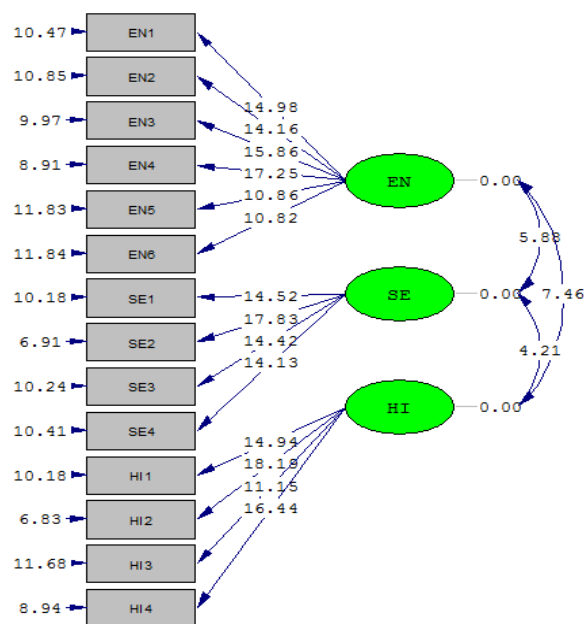 10.47 EN1
10.85 EN2
9.97 EN3 14.98
14.16
15.86
8.91 EN4 17.25 EN 0.00
10.86
11.83 EN5 10.82
5.88
11.84 EN6
10.18 SE1 14.52 SE 0.00 7.46
17.83
6.91 SE2 14.42
14.13 4.21
10.24 SE3
10.41 SE4 HI 0.00
14.94
10.18 HI1 18.19
11.15
6.83 HI2 16.44
11.68 HI3
8.94 HI4